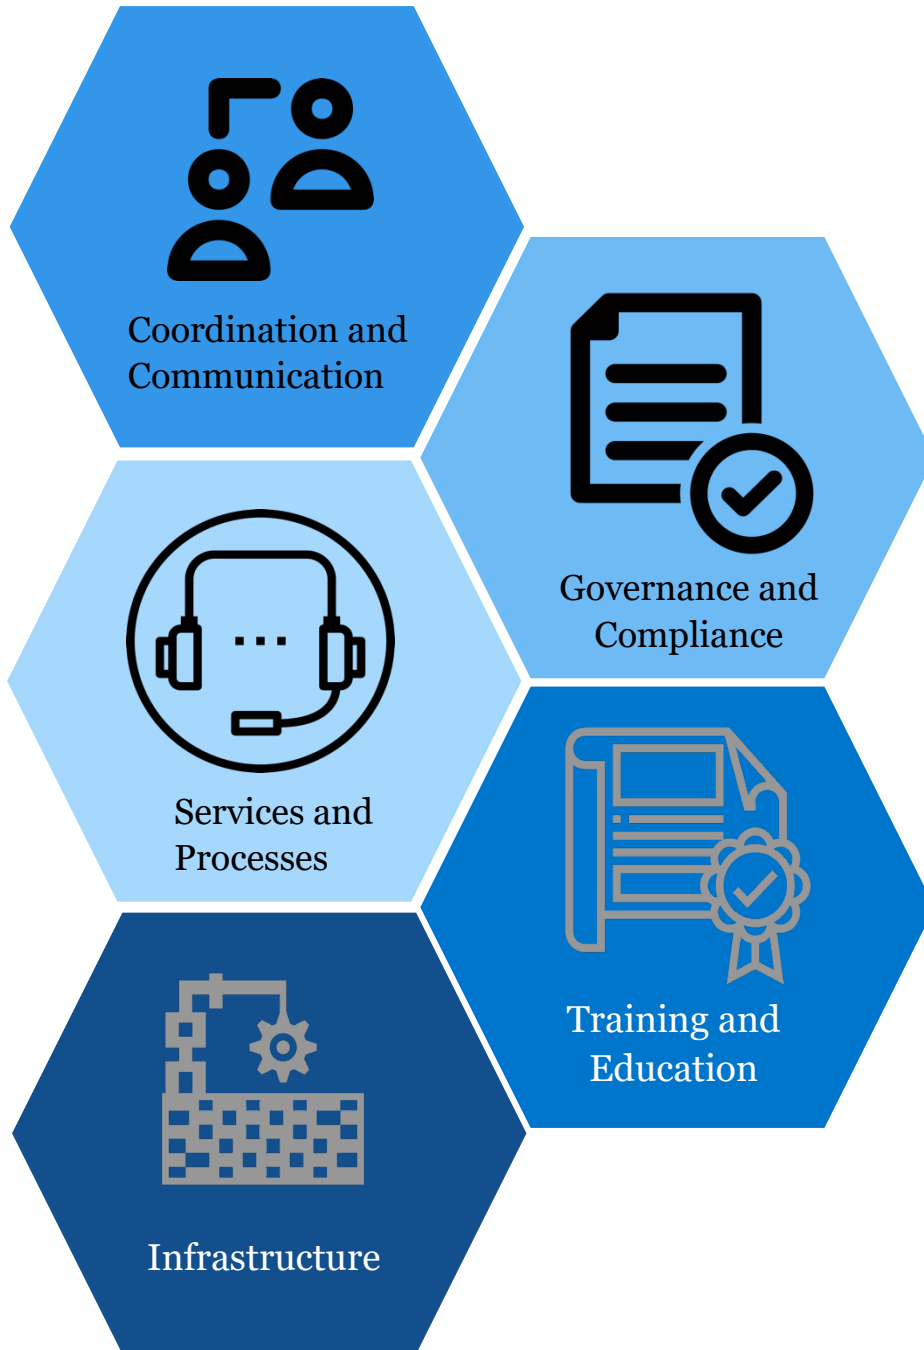 Coordination and
Communication
Governance and
Compliance
Services and
Processes
Training and
Education
Infrastructure